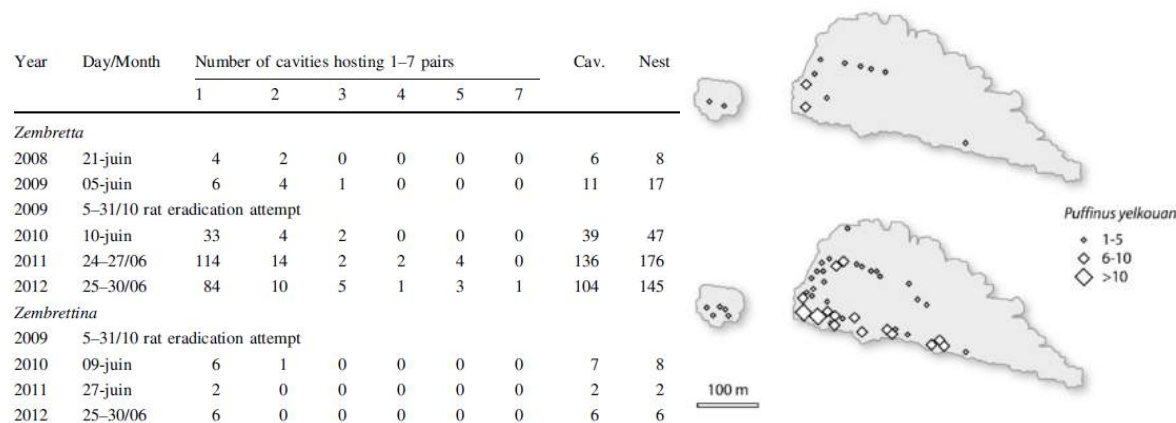 Year Day/Month Number of cavities hosting 1–7 pairs Cav. Nest
1 2 3 4 5 7
Zembretta
2008 21-juin 4 2 0 0 0 0 6 8
2009 05-juin 6 4 1 0 0 0 11 17
2009 5–31/10 rat eradication attempt
2010 10-juin 33 4 2 0 0 0 39 47
2011 24–27/06 114 14 2 2 4 0 136 176
2012 25–30/06 84 10 5 1 3 1 104 145
Zembrettina
2009 5–31/10 rat eradication attempt
2010 09-juin 6 1 0 0 0 0 7 8
2011 27-juin 2 0 0 0 0 0 2 2
2012 25–30/06 6 0 0 0 0 0 6 6
Puffinus yelkouan
1-5
6-10
>10
100 m